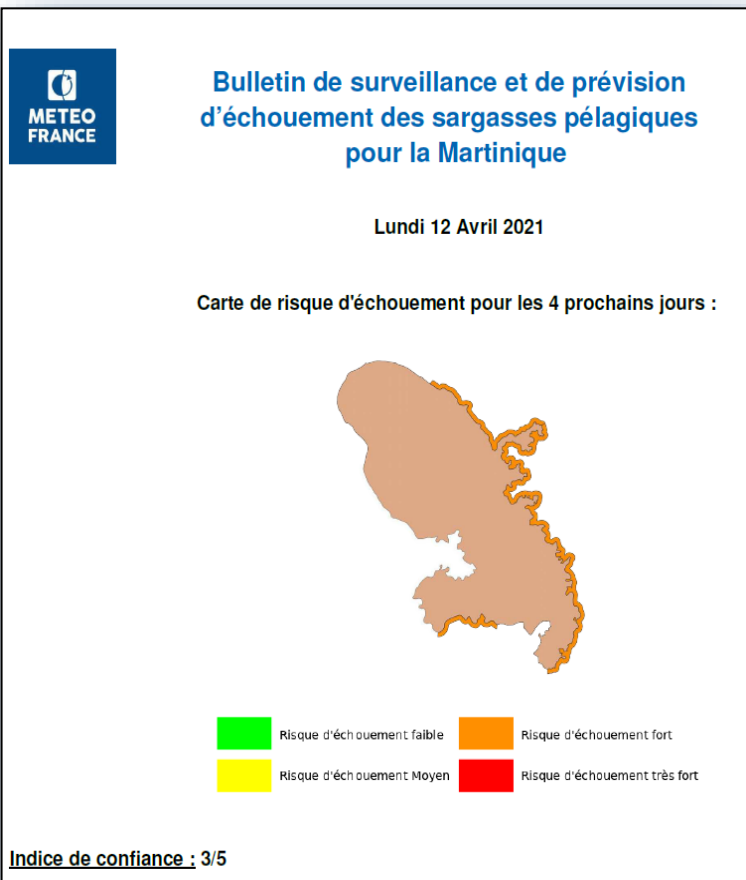 METEO
FRANCE
Bulletin de surveillance et de prévision
d'échouement des sargasses pélagiques
pour la Martinique
Lundi 12 Avril 2021
Carte de risque d'échouement pour les 4 prochains jours :
Risque d'échouement faible
Risque d'échouement fort
Risque d'échouement Moyen
Risque d'échouement très fort
Indice de confiance : 3/5